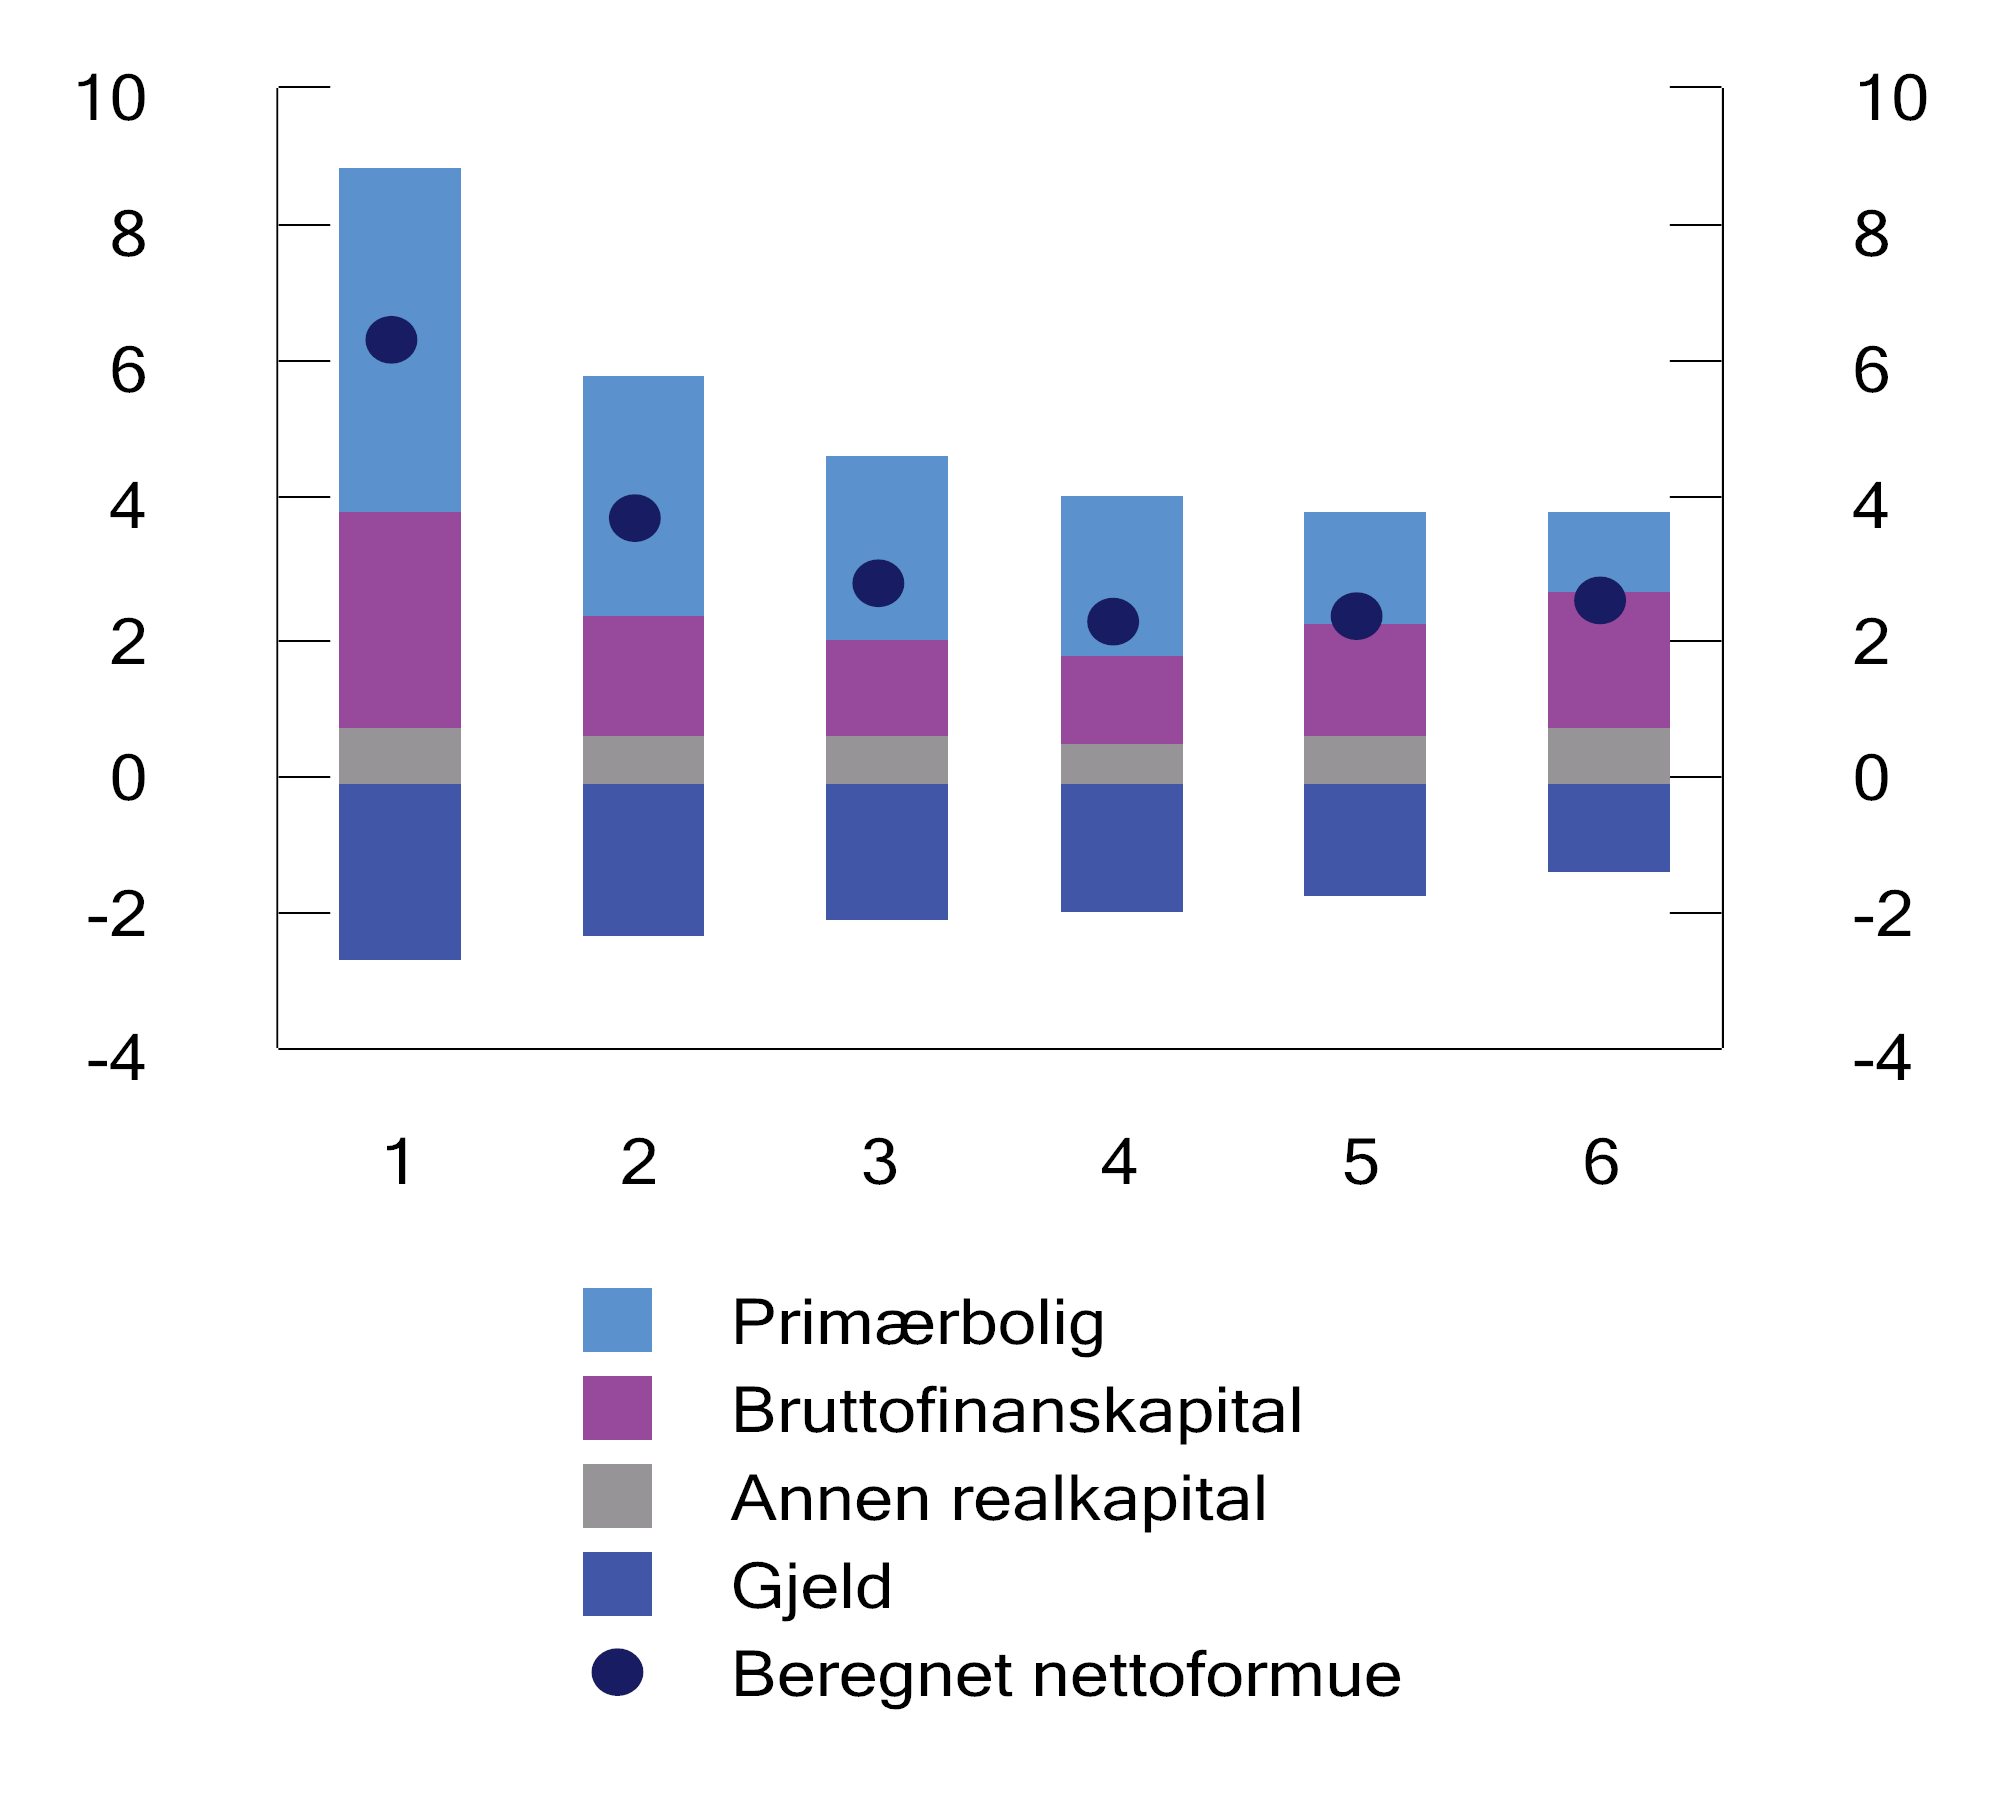 10 10
8 8
6 6
4 4
2 2
0 0
-2 -2
-4 -4
1 2 3 4 5 6
Primærbolig
Bruttofinanskapital
Annen realkapital
Gjeld
Beregnet nettoformue